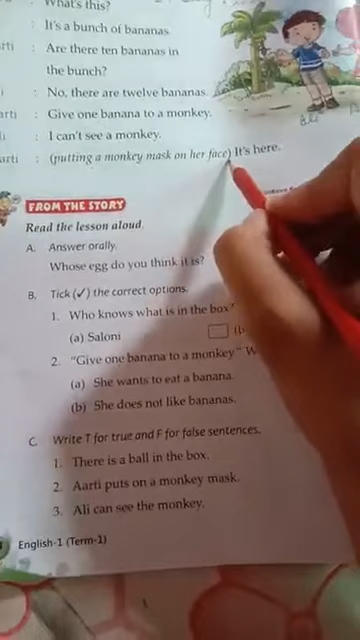 : What's this?
: It's a bunch of bananas.
arti : Are there ten bananas in
the bunch?
i : No, there are twelve bananas.
arti : Give one banana to a monkey.
li : I can't see a monkey.
arti : (putting a monkey mask on her face) It's here.
FROM THE STORY
Read the lesson aloud.
A. Answer orally.
Whose egg do you think it is?
B. Tick (✓) the correct options.
1. Who knows what is in the box?
(a) Saloni (b
2. "Give one banana to a monkey" W
(a) She wants to eat a banana.
(b) She does not like bananas.
C. Write T for true and F for false sentences.
1. There is a ball in the box.
2. Aarti puts on a monkey mask.
3. Ali can see the monkey.
English-1 (Term-1)